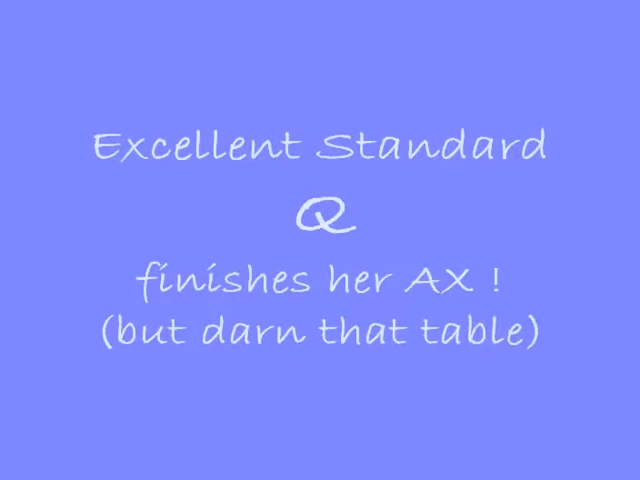 Excellent Standard
Q
finishes her AX !
(but darn that table)